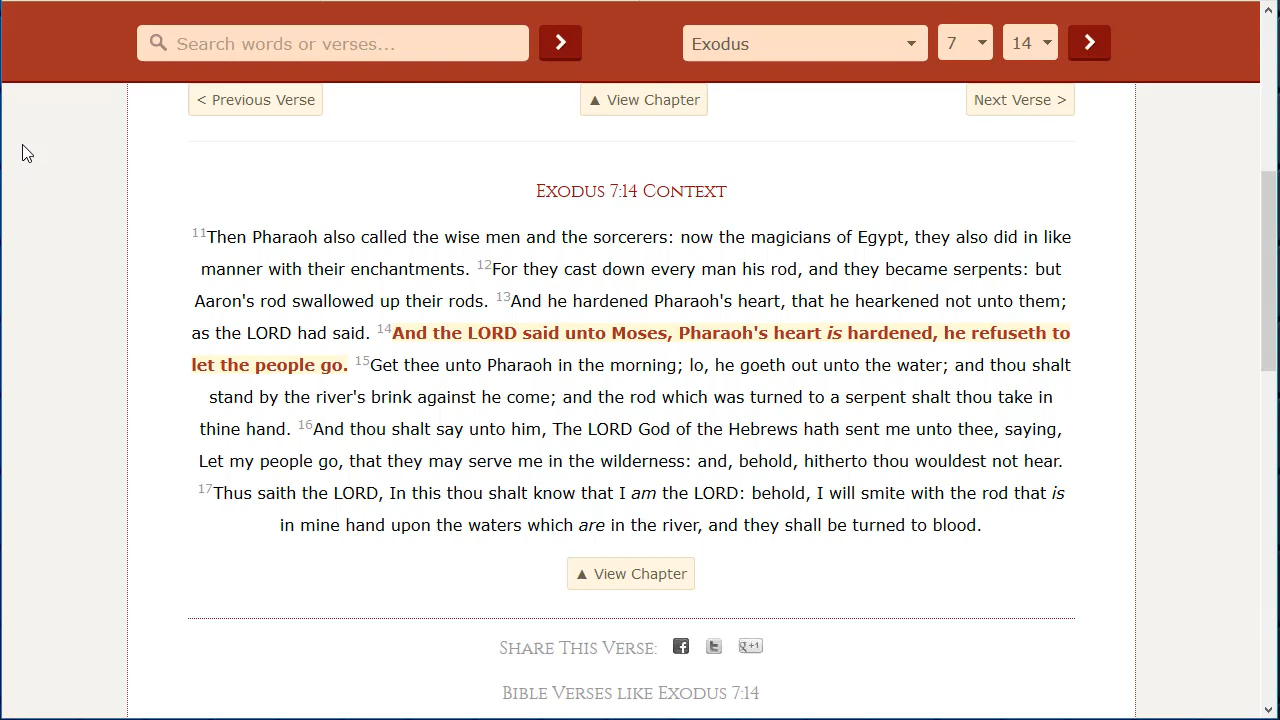 Search words or verses...
Exodus 7 14
< Previous Verse ▲ View Chapter Next Verse >
Exodus 7:14 Context
11Then Pharaoh also called the wise men and the sorcerers: now the magicians of Egypt, they also did in like
manner with their enchantments. 12For they cast down every man his rod, and they became serpents: but
Aaron's rod swallowed up their rods. 13And he hardened Pharaoh's heart, that he hearkened not unto them;
as the LORD had said. 14And the LORD said unto Moses, Pharaoh's heart is hardened, he refuseth to
let the people go. 15Get thee unto Pharaoh in the morning; lo, he goeth out unto the water; and thou shalt
stand by the river's brink against he come; and the rod which was turned to a serpent shalt thou take in
thine hand. 16And thou shalt say unto him, The LORD God of the Hebrews hath sent me unto thee, saying,
Let my people go, that they may serve me in the wilderness: and, behold, hitherto thou wouldest not hear.
17Thus saith the LORD, In this thou shalt know that I am the LORD: behold, I will smite with the rod that is
in mine hand upon the waters which are in the river, and they shall be turned to blood.
▲ View Chapter
Share This Verse: f t g+1
Bible Verses like Exodus 7:14